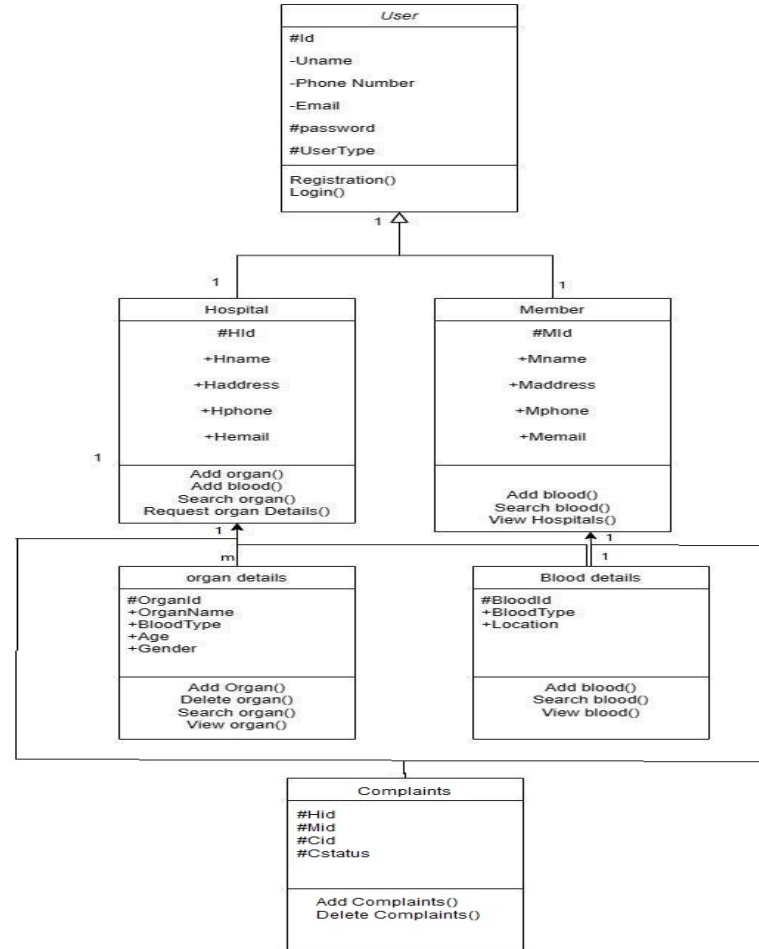 User
#Id
-Uname
-Phone Number
-Email
#password
#UserType
Registration()
Login()
1
1
1
Hospital
#HId
+Hname
+Haddress
+Hphone
+Hemail
1
Add organ()
Add blood()
Search organ()
Request organ Details()
Member
#MId
+Mname
+Maddress
+Mphone
+Memail
Add blood()
Search blood()
View Hospitals()
1
1
m
1
organ details
#OrganId
+OrganName
+BloodType
+Age
+Gender
Add Organ()
Delete organ()
Search organ()
View organ()
Blood details
#BloodId
+BloodType
+Location
Add blood()
Search blood()
View blood()
Complaints
#Hid
#Mid
#Cid
#Cstatus
Add Complaints()
Delete Complaints()